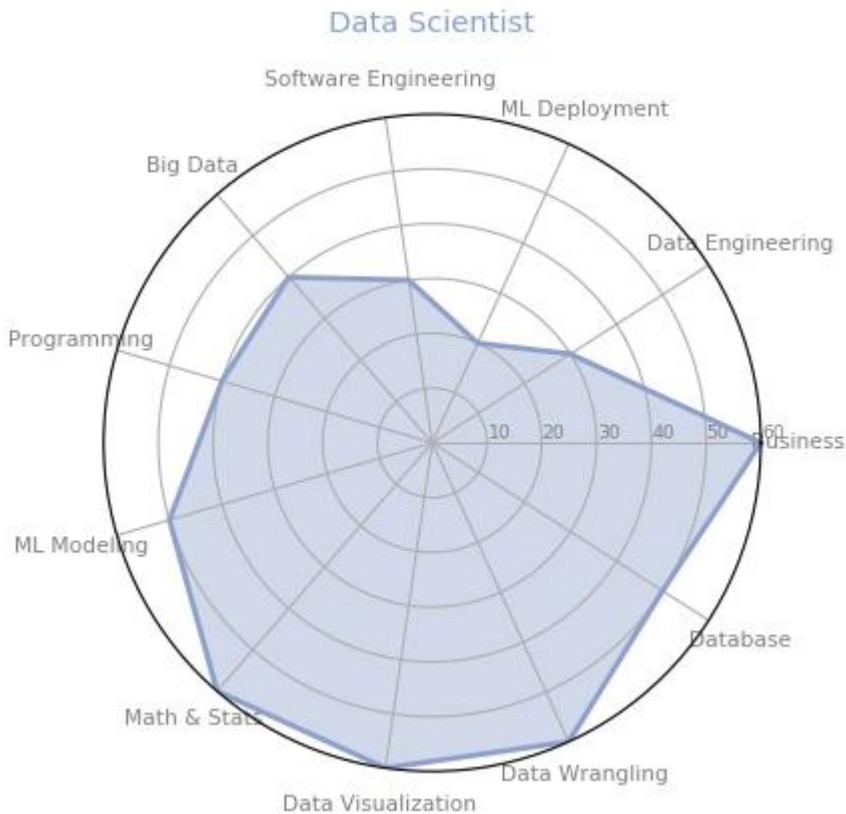 Data Scientist
Software Engineering
ML Deployment
Big Data
Data Engineering
Programming
10 20 30 40 50 60
Business
ML Modeling
Database
Math & Stats
Data Wrangling
Data Visualization